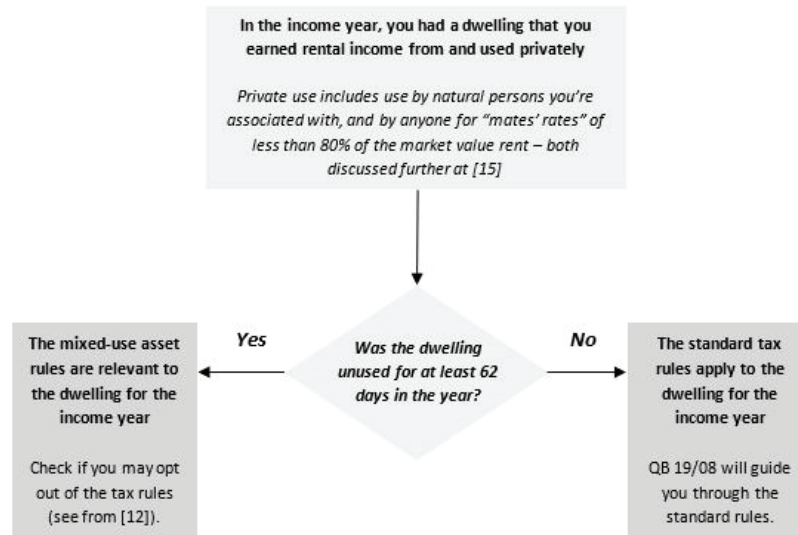 In the income year, you had a dwelling that you
earned rental income from and used privately
Private use includes use by natural persons you're
associated with, and by anyone for "mates' rates" of
less than 80% of the market value rent – both
discussed further at [15]
Yes
No
Was the dwelling
unused for at least 62
days in the year?
The mixed-use asset
rules are relevant to
the dwelling for the
income year
Check if you may opt
out of the tax rules
(see from [12]).
The standard tax
rules apply to the
dwelling for the
income year
QB 19/08 will guide
you through the
standard rules.